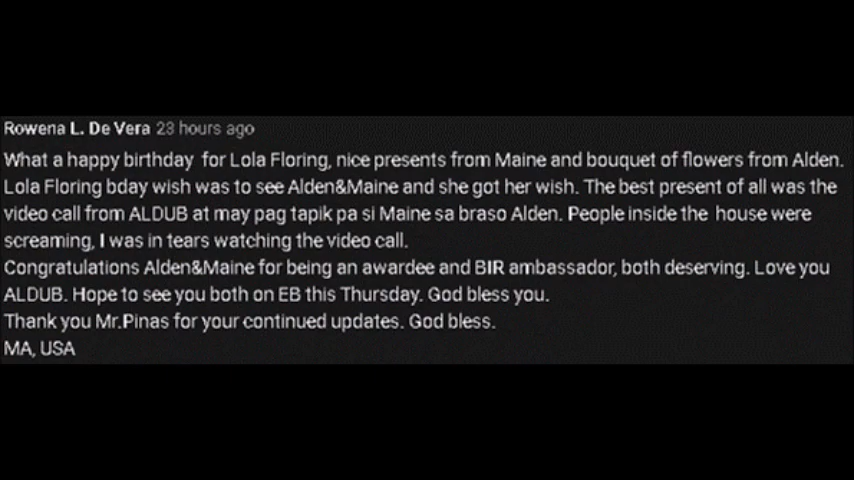 Rowena L. De Vera 23 hours ago
What a happy birthday for Lola Floring, nice presents from Maine and bouquet of flowers from Alden.
Lola Floring bday wish was to see Alden&Maine and she got her wish. The best present of all was the
video call from ALDUB at may pag tapik pa si Maine sa braso Alden. People inside the house were
screaming, I was in tears watching the video call.
Congratulations Alden&Maine for being an awardee and BIR ambassador, both deserving. Love you
ALDUB. Hope to see you both on EB this Thursday. God bless you.
Thank you Mr.Pinas for your continued updates. God bless.
MA, USA